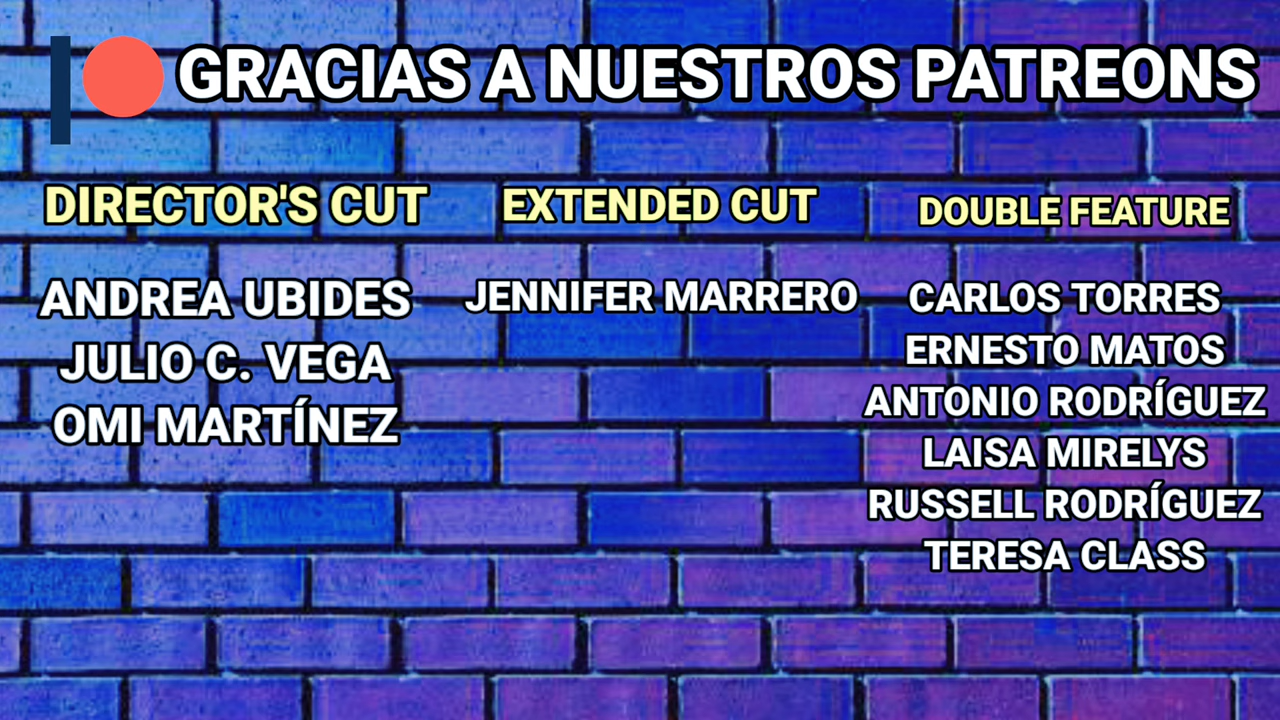 GRACIAS A NUESTROS PATREONS
DIRECTOR'S CUT
ANDREA UBIDES
JULIO C. VEGA
OMI MARTÍNEZ
EXTENDED CUT
JENNIFER MARRERO
DOUBLE FEATURE
CARLOS TORRES
ERNESTO MATOS
ANTONIO RODRÍGUEZ
LAISA MIRELYS
RUSSELL RODRÍGUEZ
TERESA CLASS